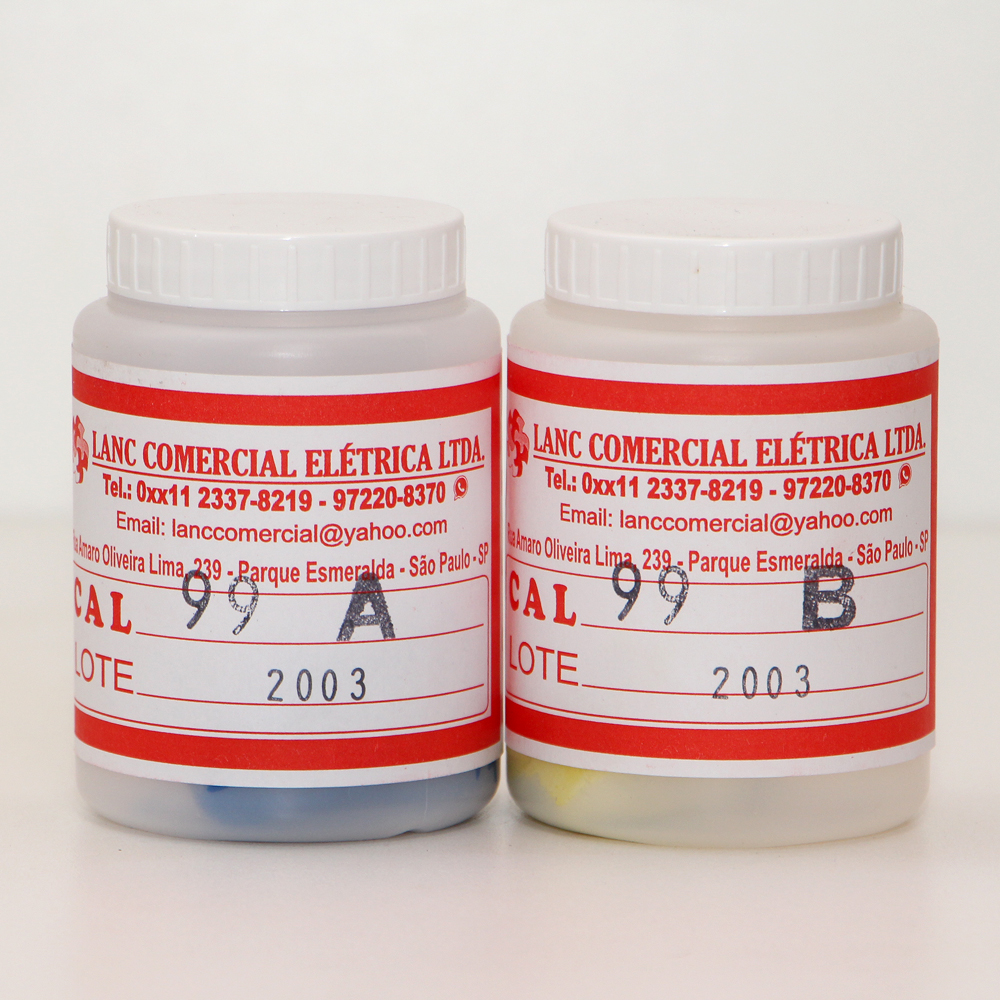 LANC COMERCIAL ELÉTRICA LTDA.
Tel.: 0xx11 2337-8219 - 97220-8370
Email: lanccomercial@yahoo.com
Amaro Oliveira Lima, 239 - Parque Esmeralda - São Paulo - SP
CAL 99 A
LOTE 2003
LANC COMERCIAL ELÉTRICA LTDA.
Tel.: 0xx11 2337-8219 - 97220-8370
Email: lanccomercial@yahoo.com
Rua Amaro Oliveira Lima, 239 - Parque Esmeralda - São Paulo - SP
CAL 99 B
LOTE 2003